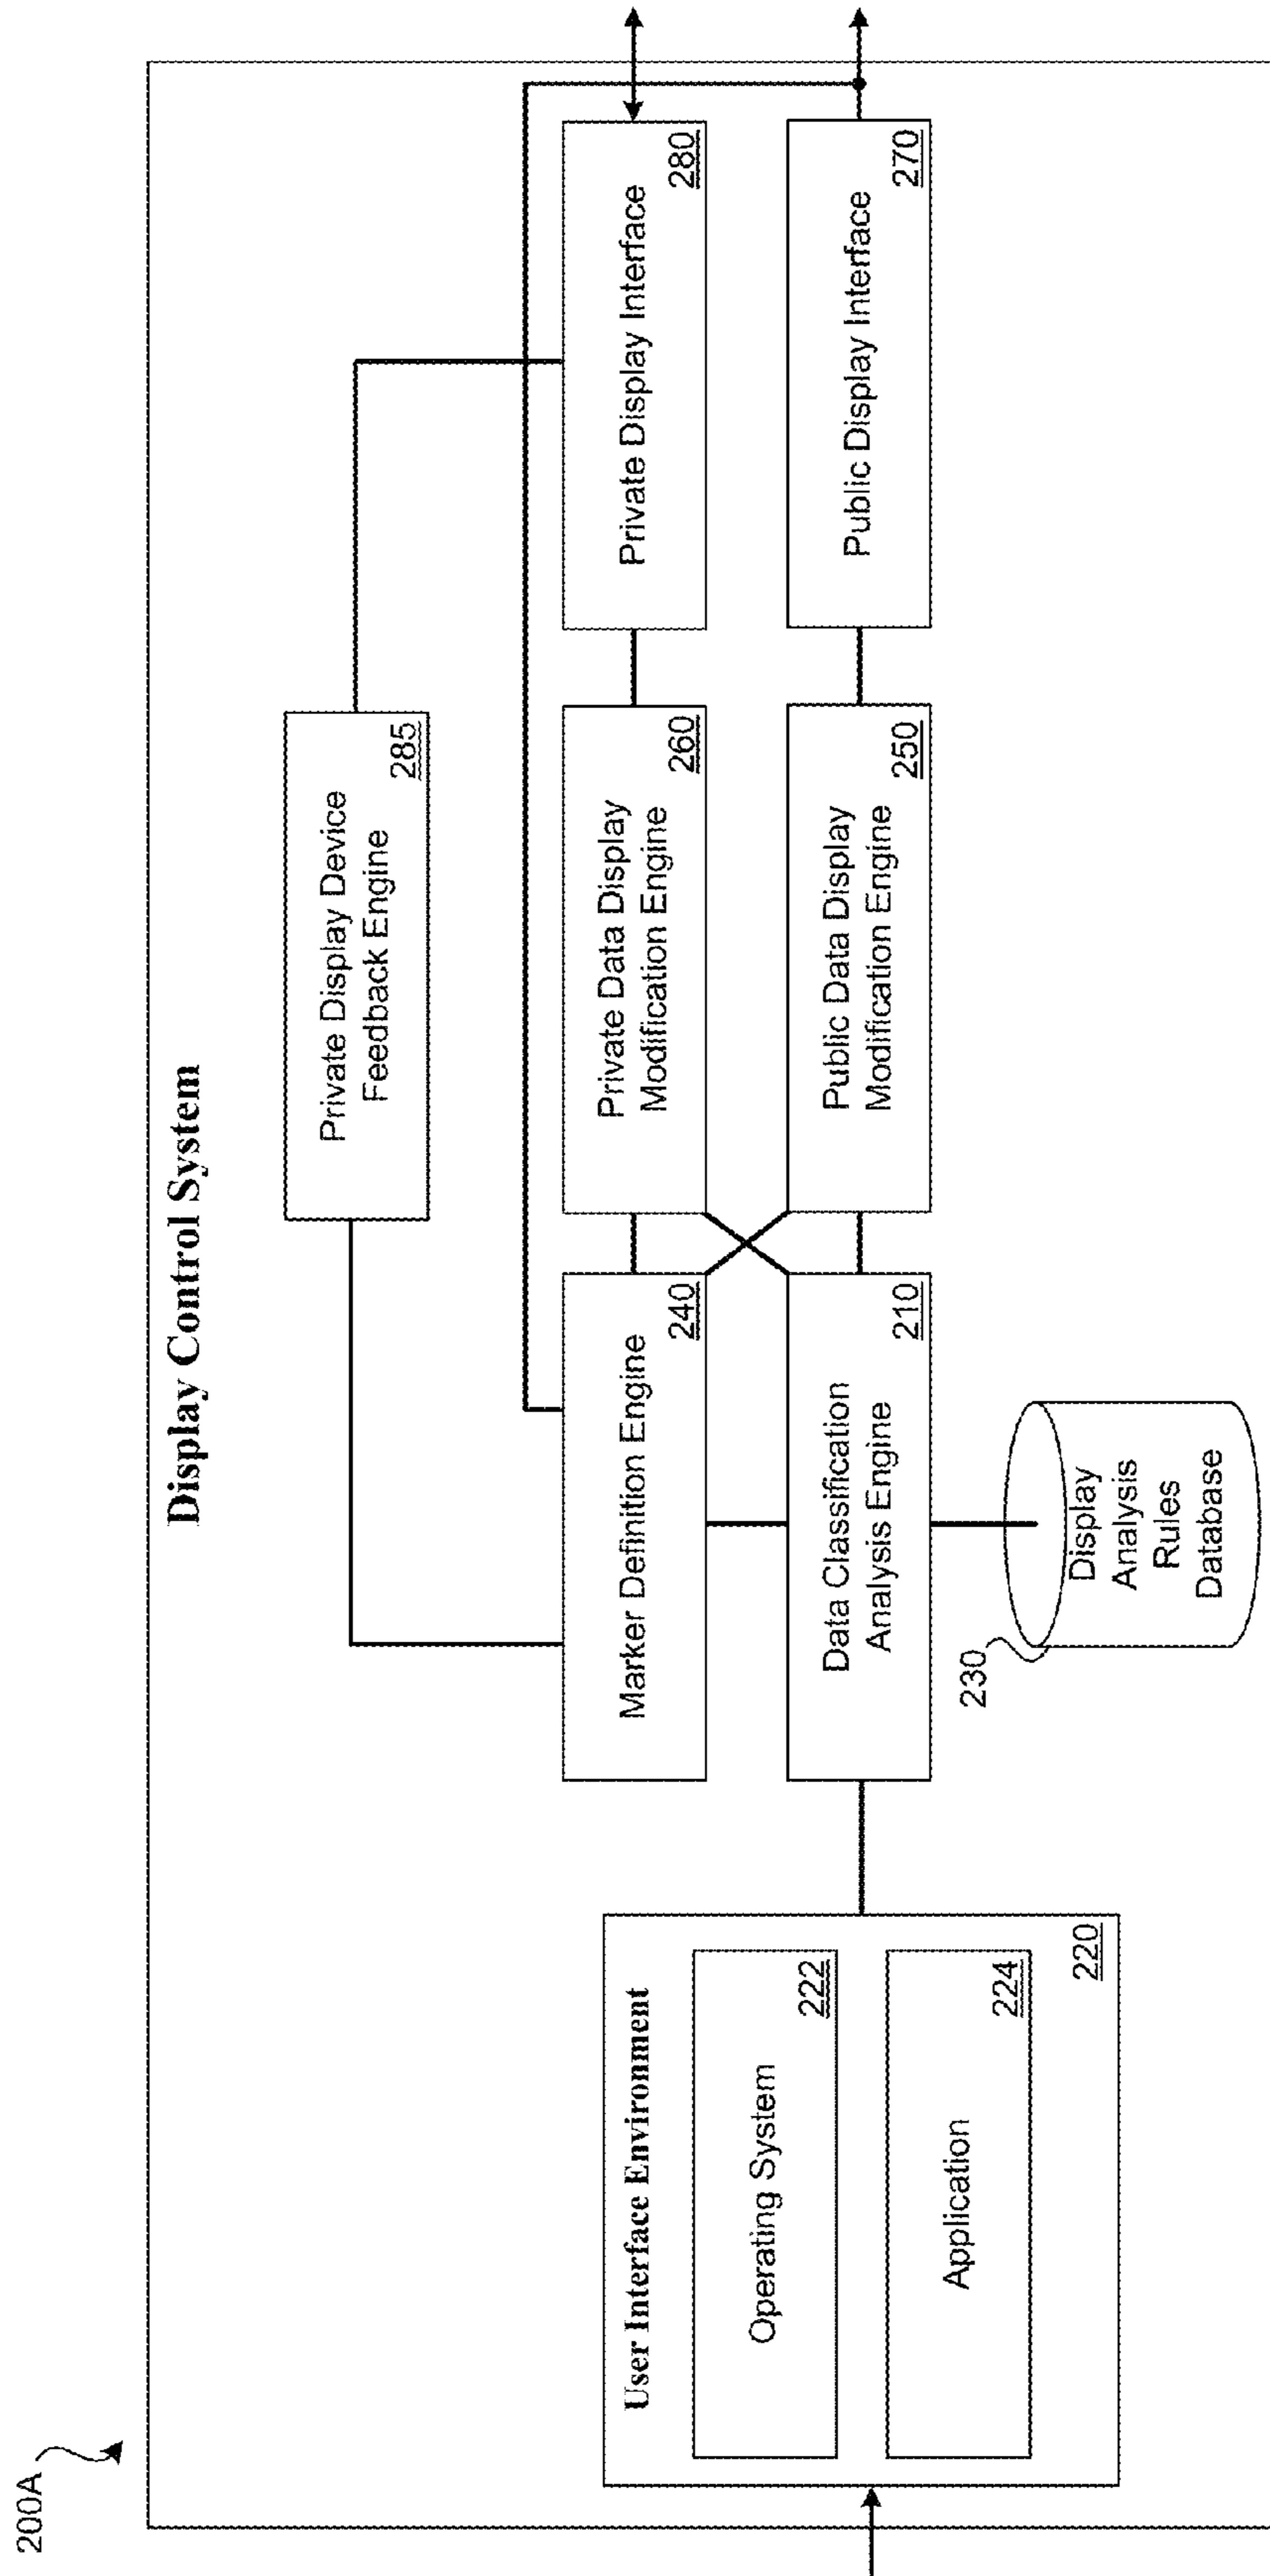 200A
Display Control System
User Interface Environment
Operating System
222
Application
224
220
Marker Definition Engine
240
Data Classification
Analysis Engine
210
230
Display
Analysis
Rules
Database
Private Display Device
Feedback Engine
285
Private Data Display
Modification Engine
260
Public Data Display
Modification Engine
250
Private Display Interface
280
Public Display Interface
270